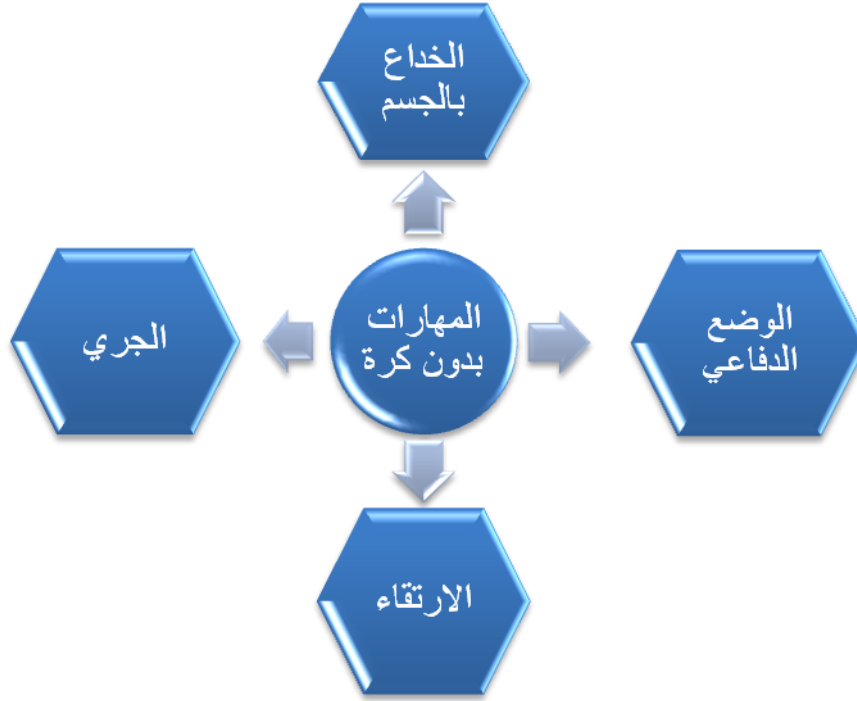 الخداع
بالجسم
الوضع
الدفاعي
المهارات
بدون كرة
الجري
الارتقاء